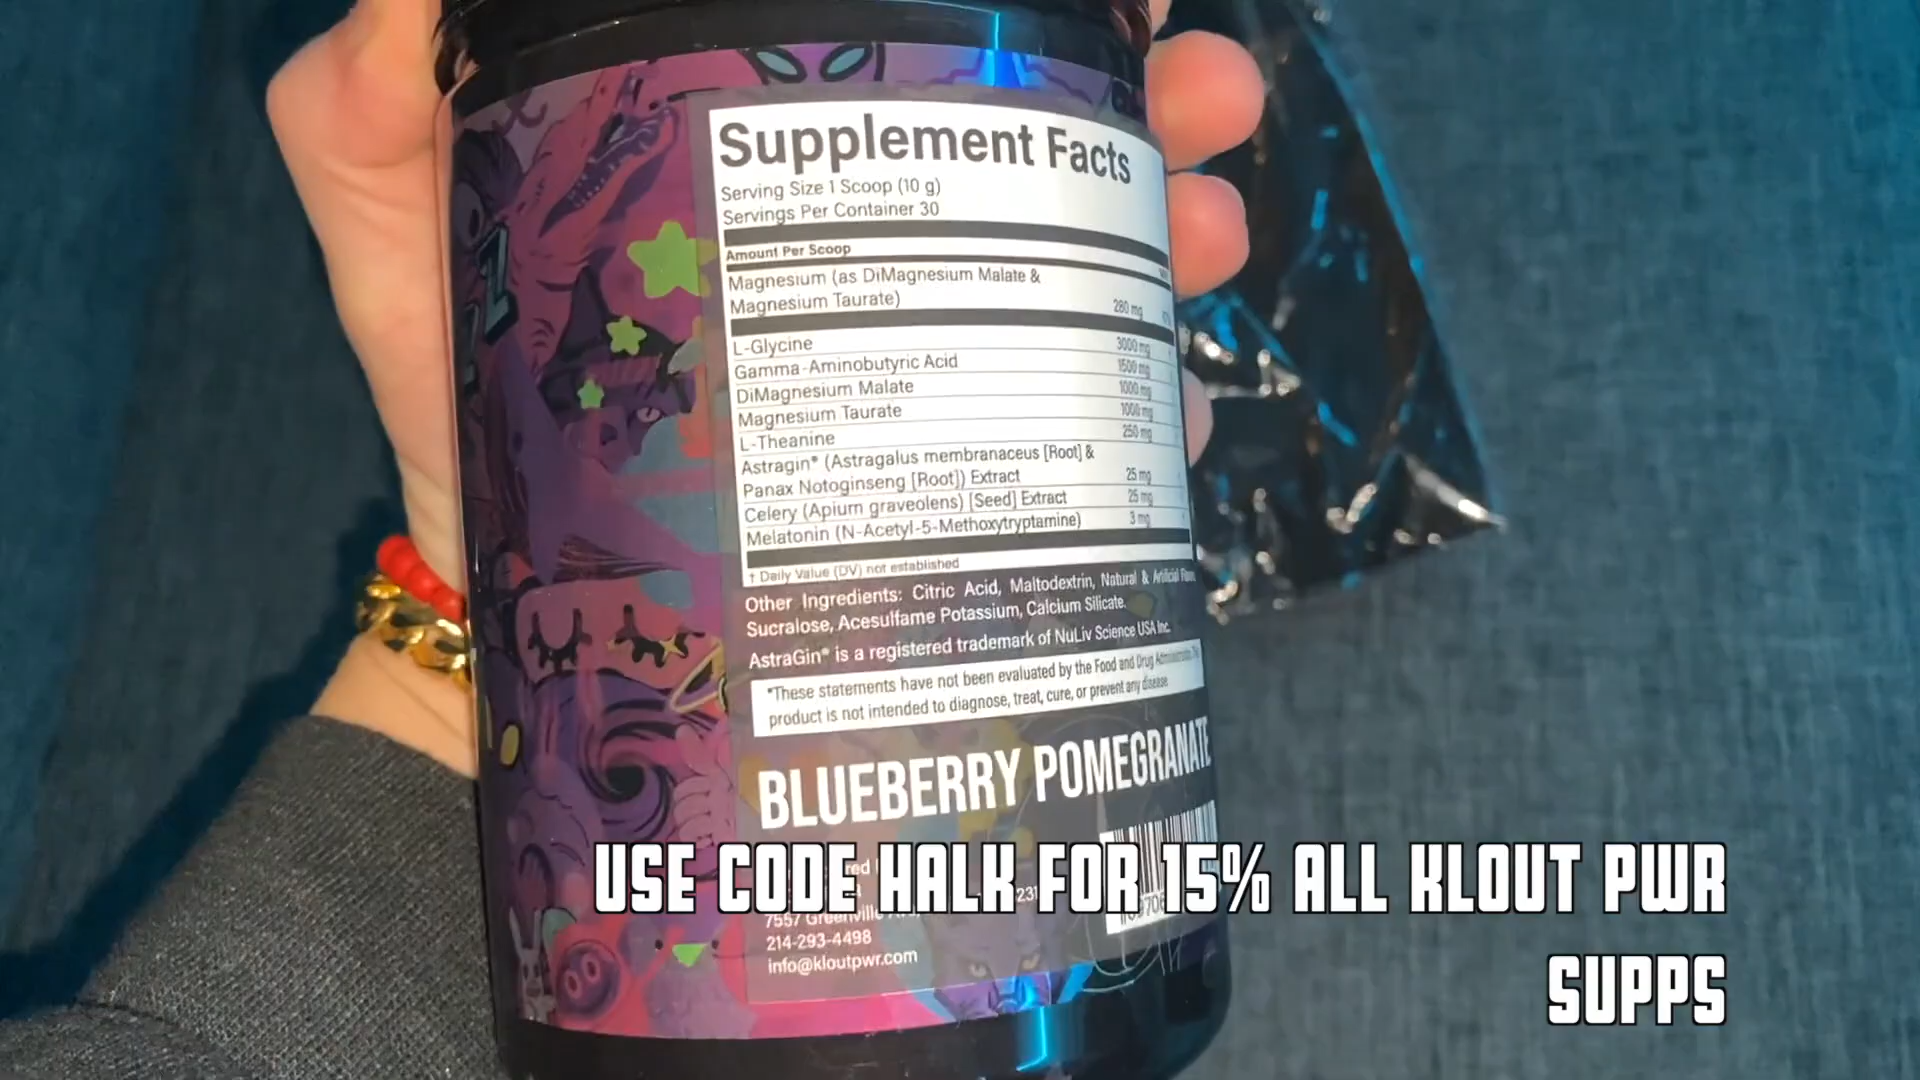 Supplement Facts
Serving Size 1 Scoop (10 g)
Servings Per Container 30
Amount Per Scoop
Magnesium (as DiMagnesium Malate &
Magnesium Taurate) 280 mg
L-Glycine 3000 mg
Gamma-Aminobutyric Acid 1500 mg
DiMagnesium Malate 1000 mg
Magnesium Taurate 1000 mg
L-Theanine 250 mg
Astragin® (Astragalus membranaceus [Root] &
Panax Notoginseng [Root]) Extract 25 mg
Celery (Apium graveolens) [Seed] Extract 25 mg
Melatonin (N-Acetyl-5-Methoxytryptamine) 3 mg
† Daily Value (DV) not established
Other Ingredients: Citric Acid, Maltodextrin, Natural & Artificial
Sucralose, Acesulfame Potassium, Calcium Silicate.
AstraGin® is a registered trademark of NuLiv Science USA Inc.
*These statements have not been evaluated by the Food and Drug
product is not intended to diagnose, treat, cure, or prevent any disease.
BLUEBERRY POMEGRANATE
USE CODE HALK FOR 15% ALL KLOUT PWR
SUPPS
7557 Greenville
214-293-4498
info@kloutpwr.com